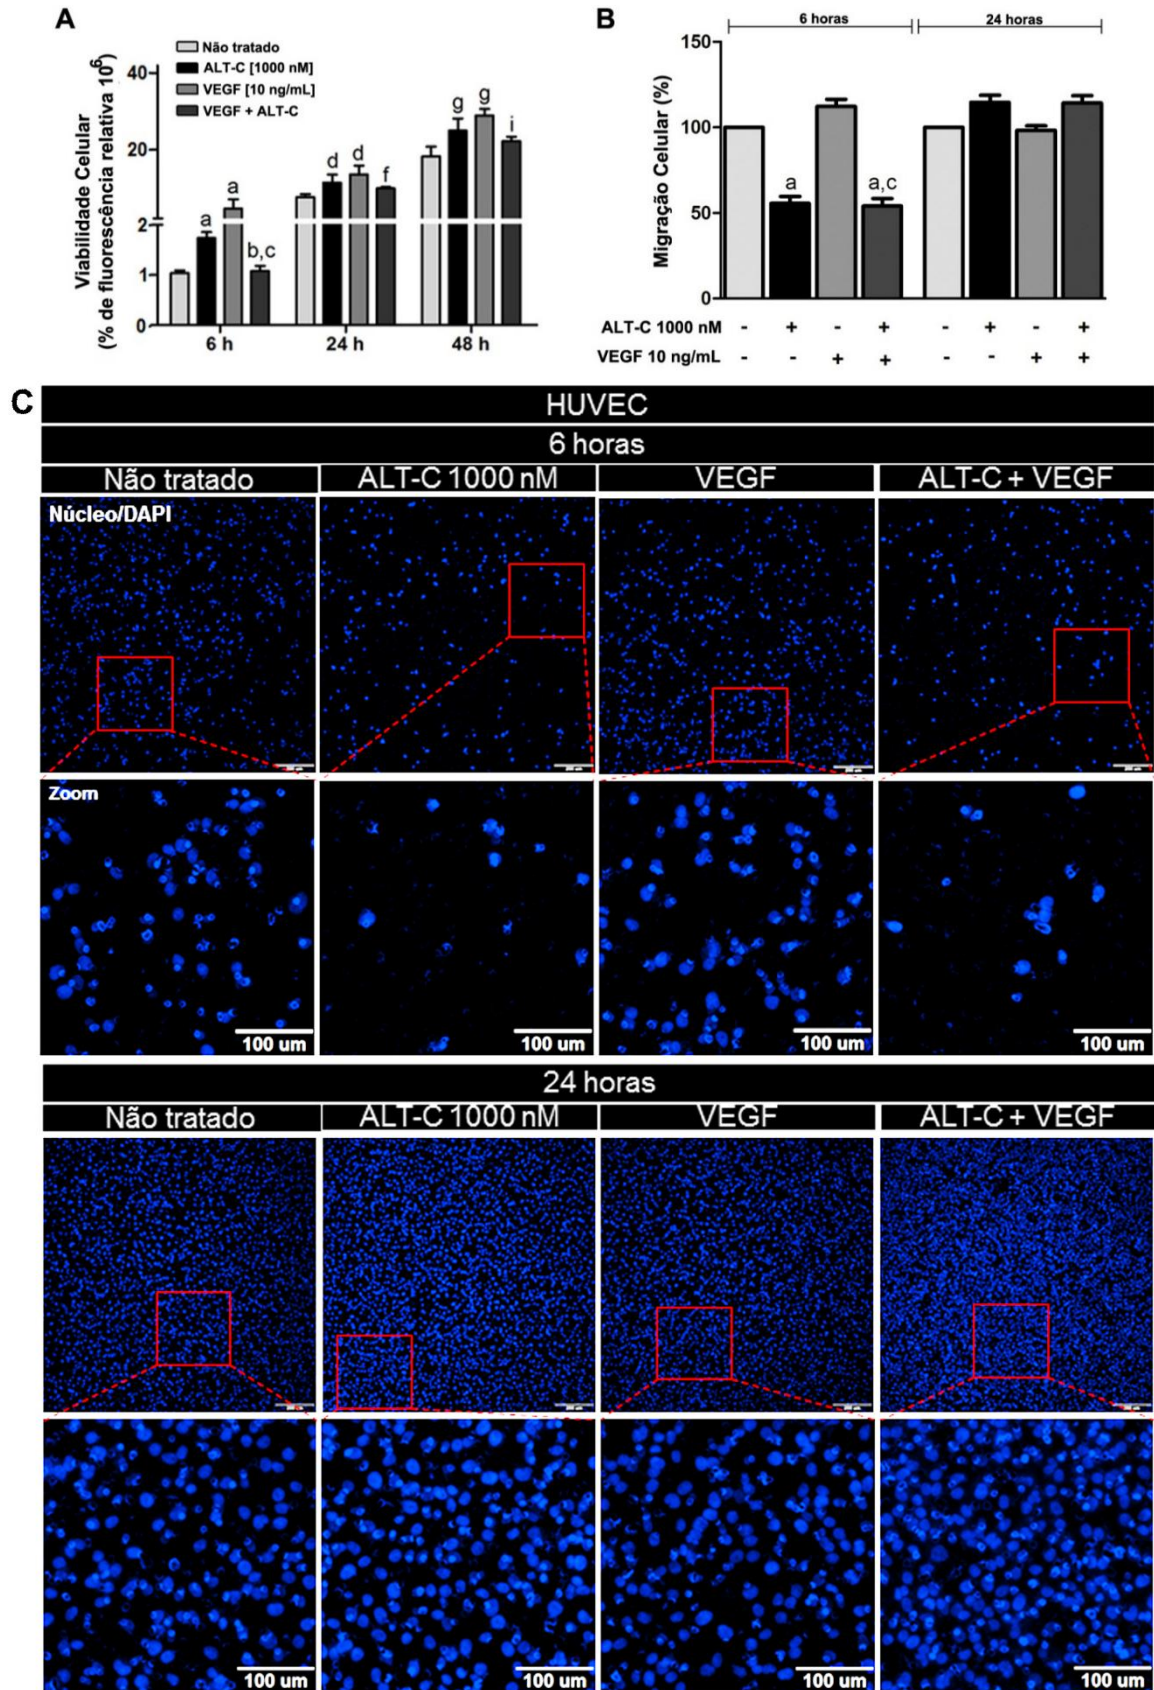 A
Não tratado
ALT-C [1000 nM]
VEGF [10 ng/mL]
VEGF + ALT-C
Viabilidade Celular
(% de fluorescência relativa 10⁶)
40
20
2
1
0
a
a
b,c
d
d
f
g
g
i
6 h
24 h
48 h
B
6 horas
24 horas
Migração Celular (%)
150
100
50
0
a
a,c
ALT-C 1000 nM - + - + - + - +
VEGF 10 ng/mL - - + + - - + +
C
HUVEC
6 horas
Não tratado
ALT-C 1000 nM
VEGF
ALT-C + VEGF
Núcleo/DAPI
Zoom
100 um
100 um
100 um
100 um
24 horas
Não tratado
ALT-C 1000 nM
VEGF
ALT-C + VEGF
100 um
100 um
100 um
100 um